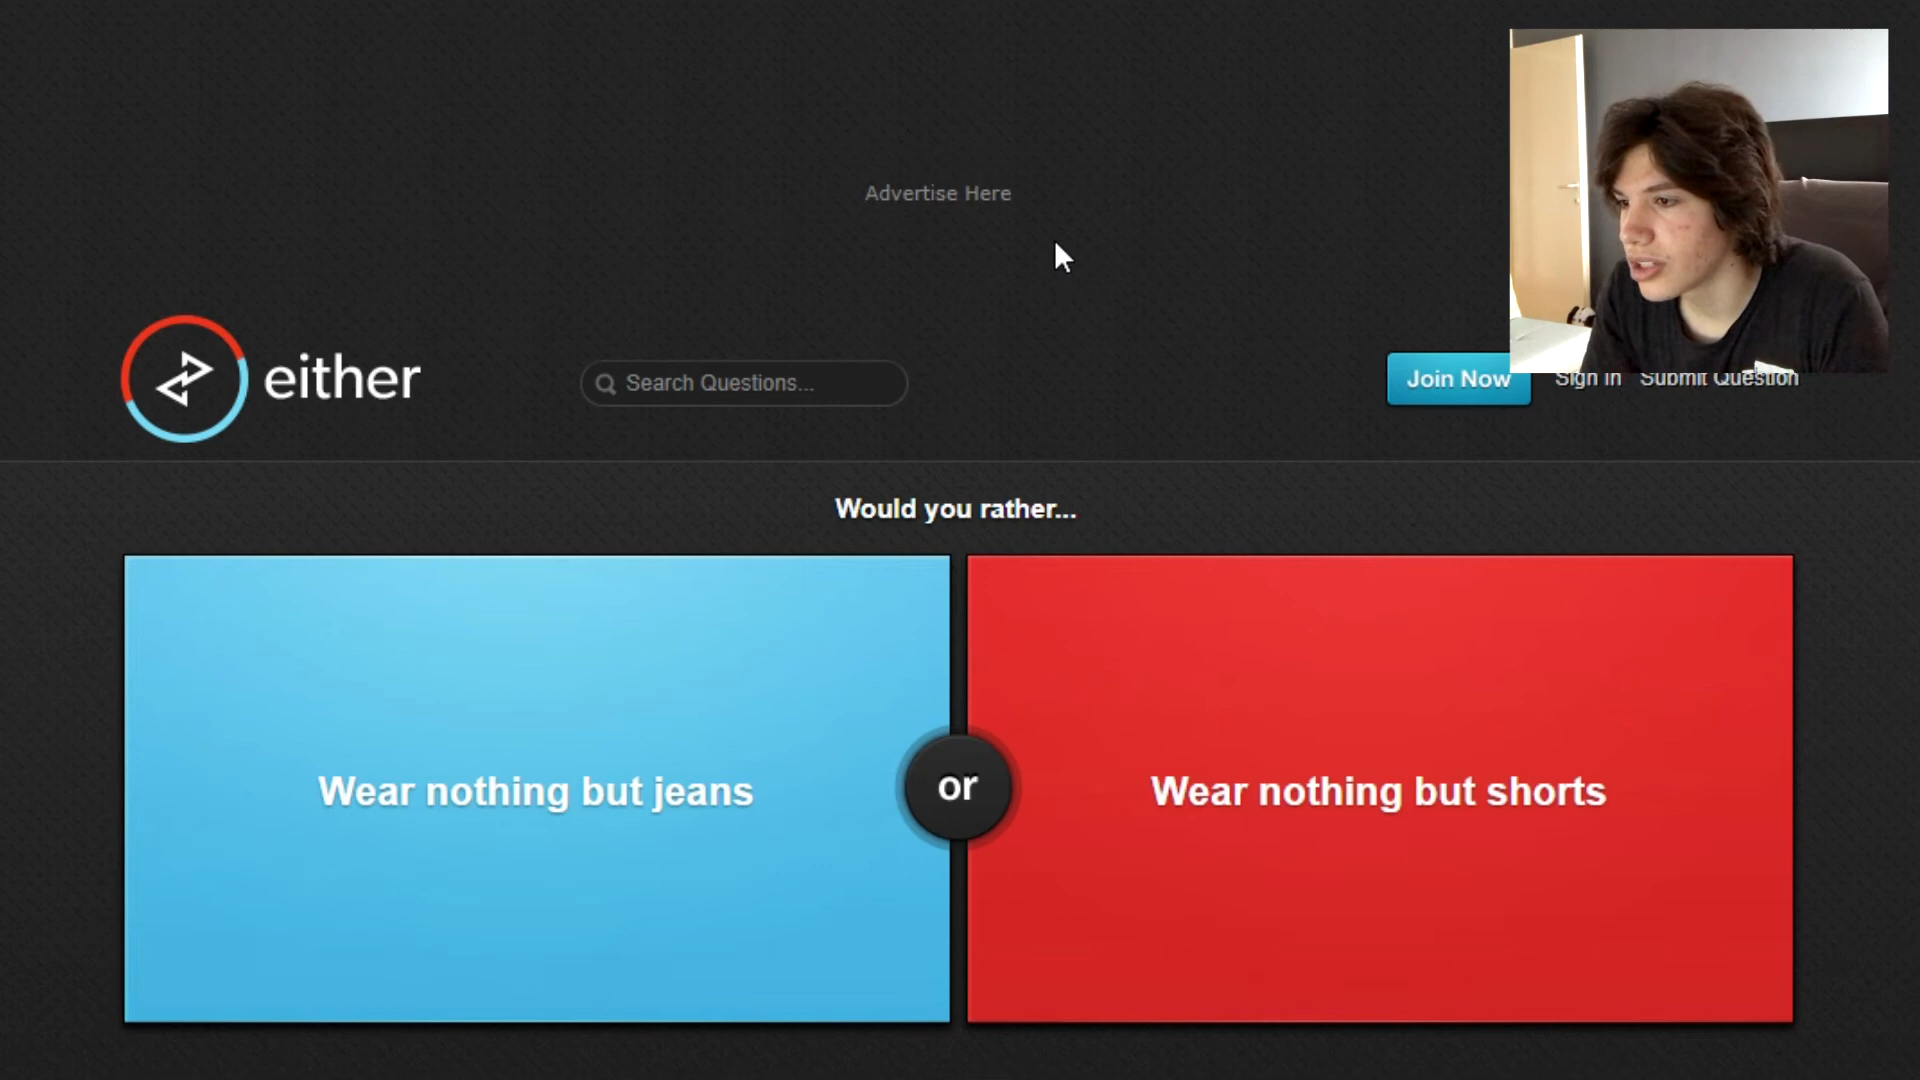 Advertise Here
either
Search Questions...
Join Now
Sign In
Submit Question
Would you rather...
Wear nothing but jeans
or
Wear nothing but shorts